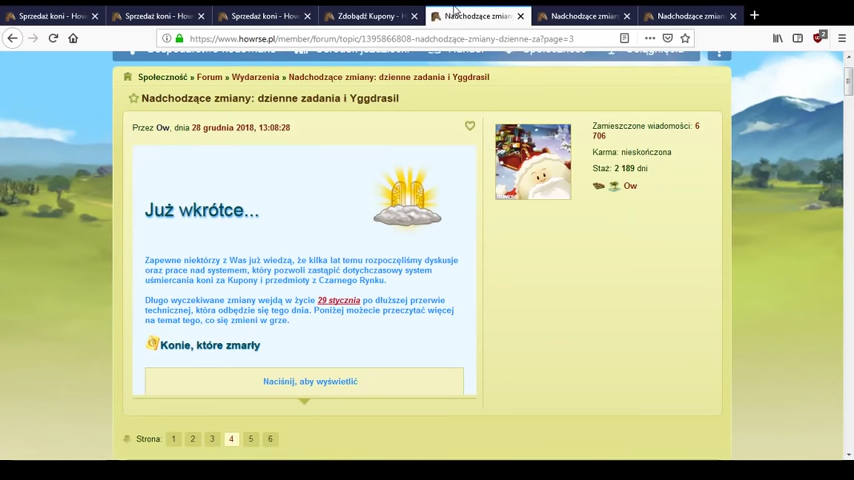 Sprzedaż koni - How
Sprzedaż koni - How
Sprzedaż koni - How
Zdobądź Kupony - H
Nadchodzące zmian
Nadchodzące zmian
Nadchodzące zmian
https://www.howrse.pl/member/forum/topic/1395866808-nadchodzące-zmiany-dzienne-za?page=3
Społeczność » Forum » Wydarzenia » Nadchodzące zmiany: dzienne zadania i Yggdrasil
Nadchodzące zmiany: dzienne zadania i Yggdrasil
Przez Ow, dnia 28 grudnia 2018, 13:08:28
Już wkrótce...
Zapewne niektórzy z Was już wiedzą, że kilka lat temu rozpoczęliśmy dyskusje
oraz prace nad systemem, który pozwoli zastąpić dotychczasowy system
uśmiercania koni za Kupony i przedmioty z Czarnego Rynku.
Długo wyczekiwane zmiany wejdą w życie 29 stycznia po dłuższej przerwie
technicznej, która odbędzie się tego dnia. Poniżej możecie przeczytać więcej
na temat tego, co się zmieni w grze.
Konie, które zmarły
Naciśnij, aby wyświetlić
Zamieszczone wiadomości: 6
706
Karma: nieskończona
Staż: 2 189 dni
Ow
Strona: 1 2 3 4 5 6